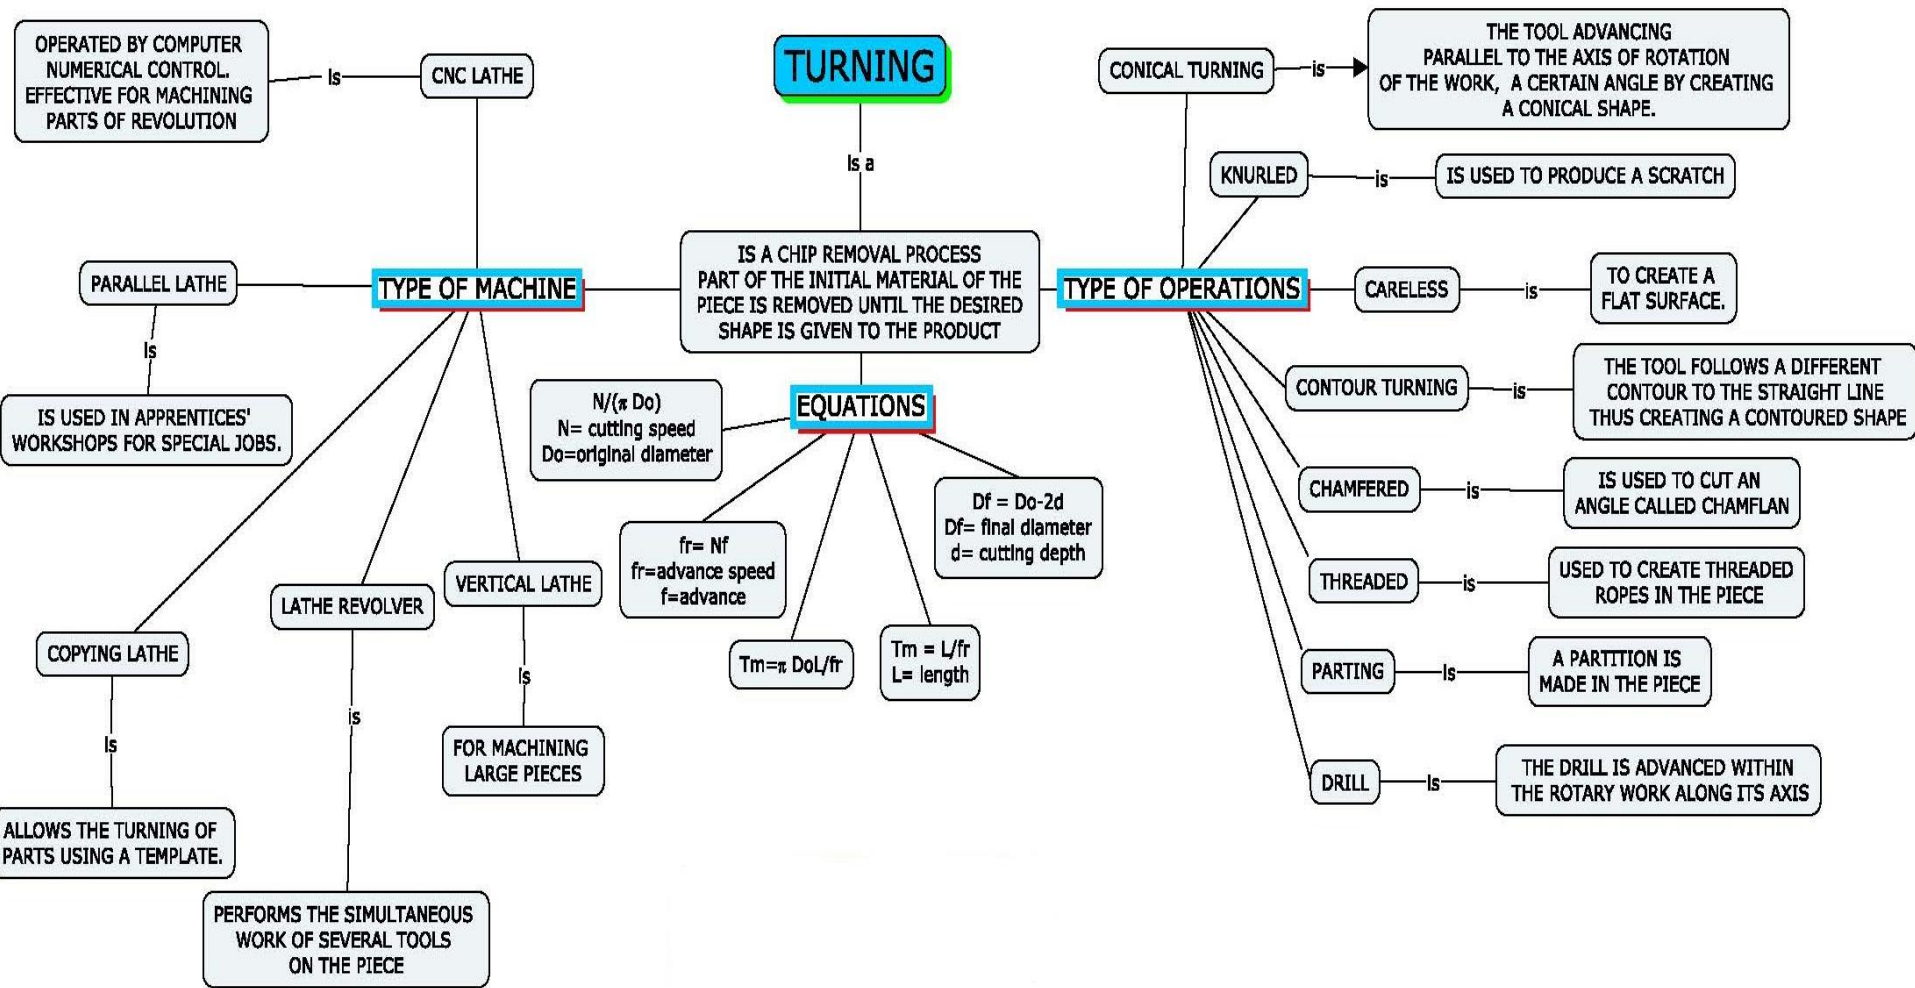 TURNING
Is a
IS A CHIP REMOVAL PROCESS
PART OF THE INITIAL MATERIAL OF THE
PIECE IS REMOVED UNTIL THE DESIRED
SHAPE IS GIVEN TO THE PRODUCT
TYPE OF MACHINE
CNC LATHE
Is
OPERATED BY COMPUTER
NUMERICAL CONTROL.
EFFECTIVE FOR MACHINING
PARTS OF REVOLUTION
PARALLEL LATHE
Is
IS USED IN APPRENTICES'
WORKSHOPS FOR SPECIAL JOBS.
COPYING LATHE
Is
ALLOWS THE TURNING OF
PARTS USING A TEMPLATE.
LATHE REVOLVER
is
PERFORMS THE SIMULTANEOUS
WORK OF SEVERAL TOOLS
ON THE PIECE
VERTICAL LATHE
Is
FOR MACHINING
LARGE PIECES
EQUATIONS
N/(π Do)
N= cutting speed
Do=original diameter
fr= Nf
fr=advance speed
f=advance
Tm=π DoL/fr
Tm = L/fr
L= length
Df = Do-2d
Df= final diameter
d= cutting depth
TYPE OF OPERATIONS
CONICAL TURNING
is
THE TOOL ADVANCING
PARALLEL TO THE AXIS OF ROTATION
OF THE WORK, A CERTAIN ANGLE BY CREATING
A CONICAL SHAPE.
KNURLED
is
IS USED TO PRODUCE A SCRATCH
CARELESS
is
TO CREATE A
FLAT SURFACE.
CONTOUR TURNING
is
THE TOOL FOLLOWS A DIFFERENT
CONTOUR TO THE STRAIGHT LINE
THUS CREATING A CONTOURED SHAPE
CHAMFERED
is
IS USED TO CUT AN
ANGLE CALLED CHAMFLAN
THREADED
is
USED TO CREATE THREADED
ROPES IN THE PIECE
PARTING
Is
A PARTITION IS
MADE IN THE PIECE
DRILL
Is
THE DRILL IS ADVANCED WITHIN
THE ROTARY WORK ALONG ITS AXIS